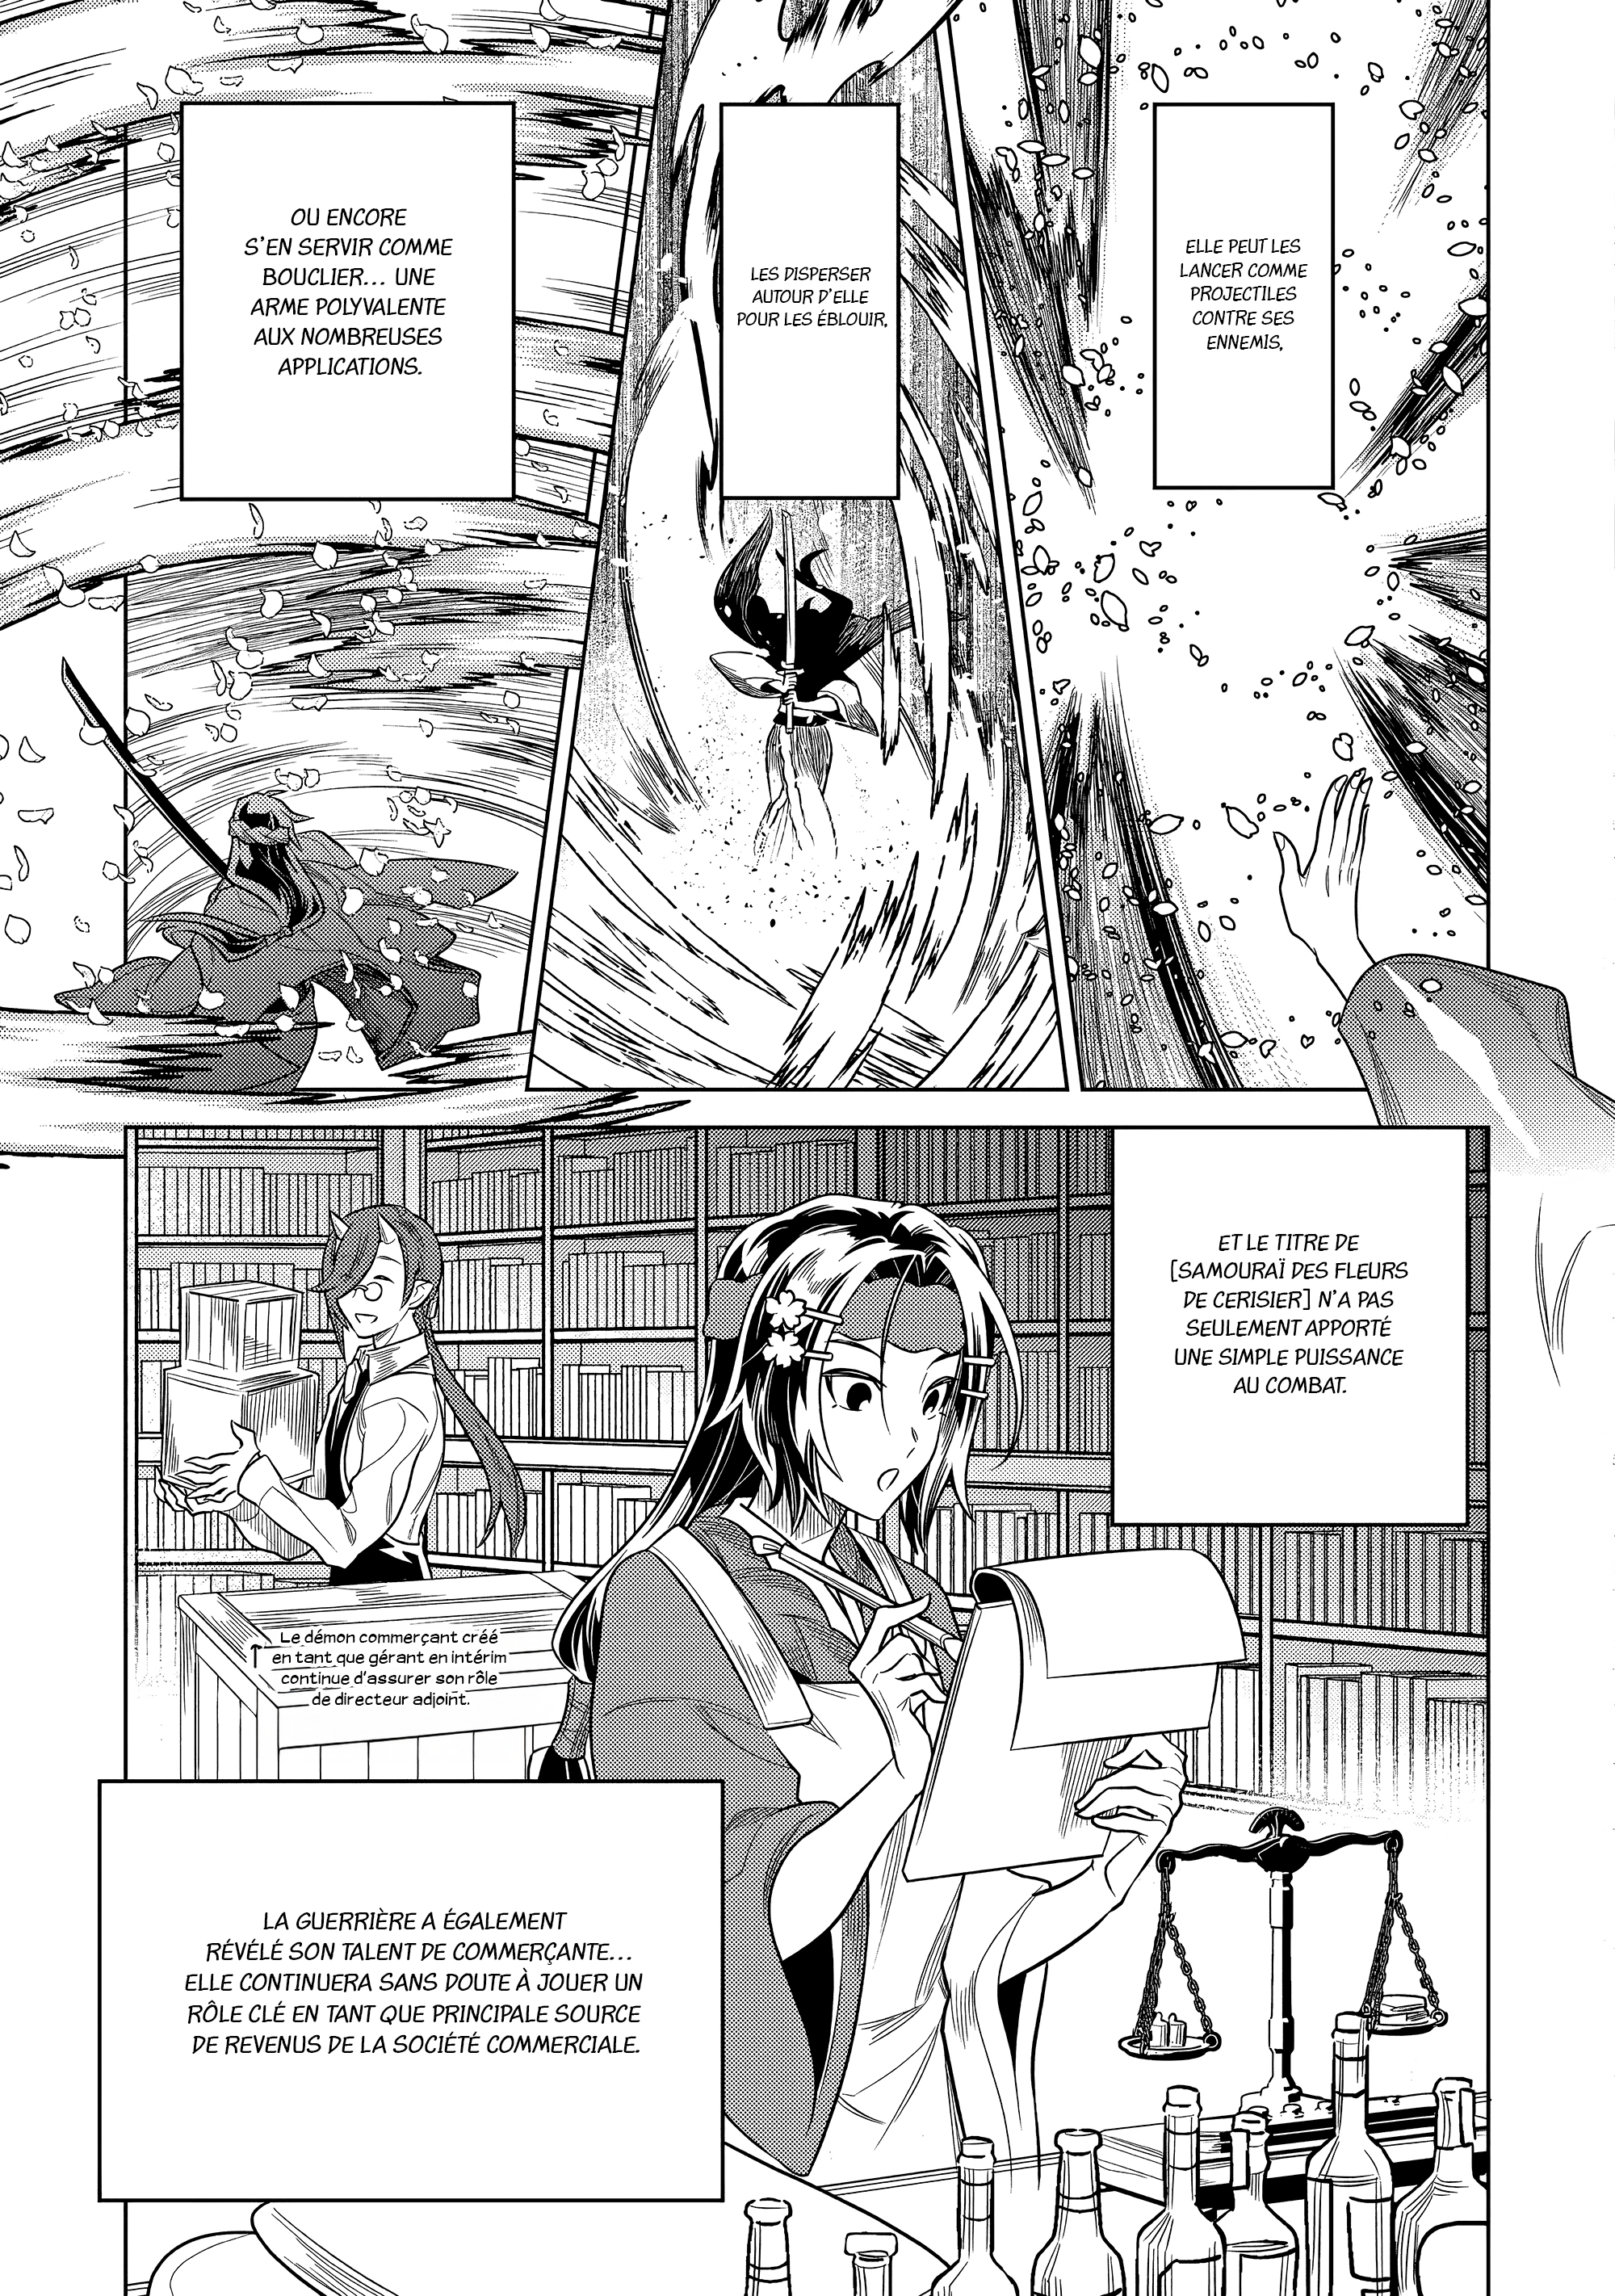 ELLE PEUT LES
LANCER COMME
PROJECTILES
CONTRE SES
ENNEMIS,
LES DISPERSER
AUTOUR D'ELLE
POUR LES ÉBLOUIR,
OU ENCORE
S'EN SERVIR COMME
BOUCLIER... UNE
ARME POLYVALENTE
AUX NOMBREUSES
APPLICATIONS.
ET LE TITRE DE
[SAMOURAÏ DES FLEURS
DE CERISIER] N'A PAS
SEULEMENT APPORTÉ
UNE SIMPLE PUISSANCE
AU COMBAT.
Le démon commerçant créé
en tant que gérant en intérim
continue d'assurer son rôle
de directeur adjoint.
LA GUERRIÈRE A ÉGALEMENT
RÉVÉLÉ SON TALENT DE COMMERÇANTE...
ELLE CONTINUERA SANS DOUTE À JOUER UN
RÔLE CLÉ EN TANT QUE PRINCIPALE SOURCE
DE REVENUS DE LA SOCIÉTÉ COMMERCIALE.